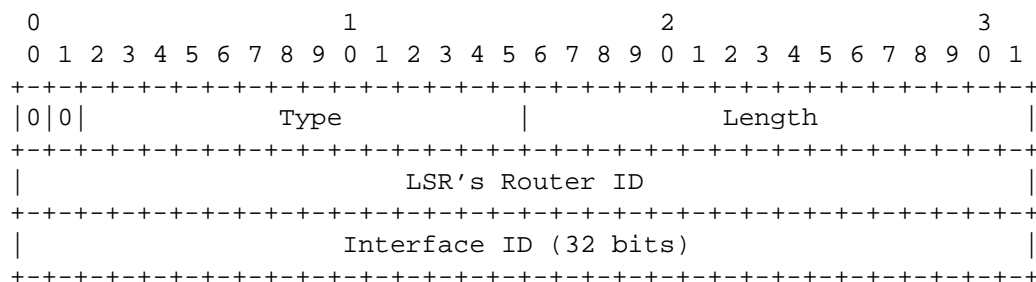 0                   1                   2                   3
 0 1 2 3 4 5 6 7 8 9 0 1 2 3 4 5 6 7 8 9 0 1 2 3 4 5 6 7 8 9 0 1
+-+-+-+-+-+-+-+-+-+-+-+-+-+-+-+-+-+-+-+-+-+-+-+-+-+-+-+-+-+-+-+-+
|0|0|            Type           |            Length             |
+-+-+-+-+-+-+-+-+-+-+-+-+-+-+-+-+-+-+-+-+-+-+-+-+-+-+-+-+-+-+-+-+
|                        LSR's Router ID                        |
+-+-+-+-+-+-+-+-+-+-+-+-+-+-+-+-+-+-+-+-+-+-+-+-+-+-+-+-+-+-+-+-+
|                    Interface ID (32 bits)                     |
+-+-+-+-+-+-+-+-+-+-+-+-+-+-+-+-+-+-+-+-+-+-+-+-+-+-+-+-+-+-+-+-+